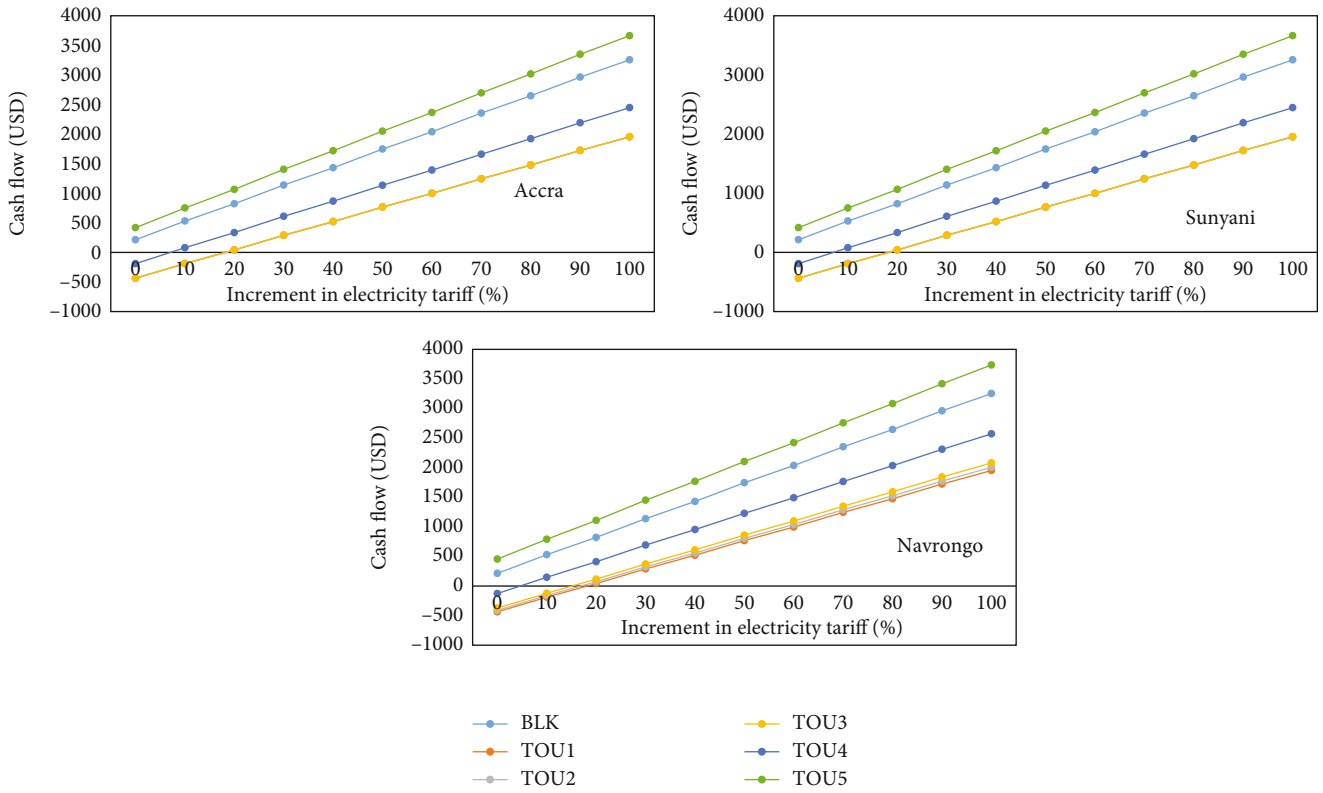 Cash flow (USD)
4000
3500
3000
2500
2000
1500
1000
500
0
−500
−1000
0 10 20 30 40 50 60 70 80 90 100
Increment in electricity tariff (%)
Accra
Cash flow (USD)
4000
3000
2000
1000
0
−1000
0 10 20 30 40 50 60 70 80 90 100
Increment in electricity tariff (%)
Sunyani
Cash flow (USD)
4000
3500
3000
2500
2000
1500
1000
500
0
−500
−1000
0 10 20 30 40 50 60 70 80 90 100
Increment in electricity tariff (%)
Navrongo
BLK
TOU1
TOU2
TOU3
TOU4
TOU5